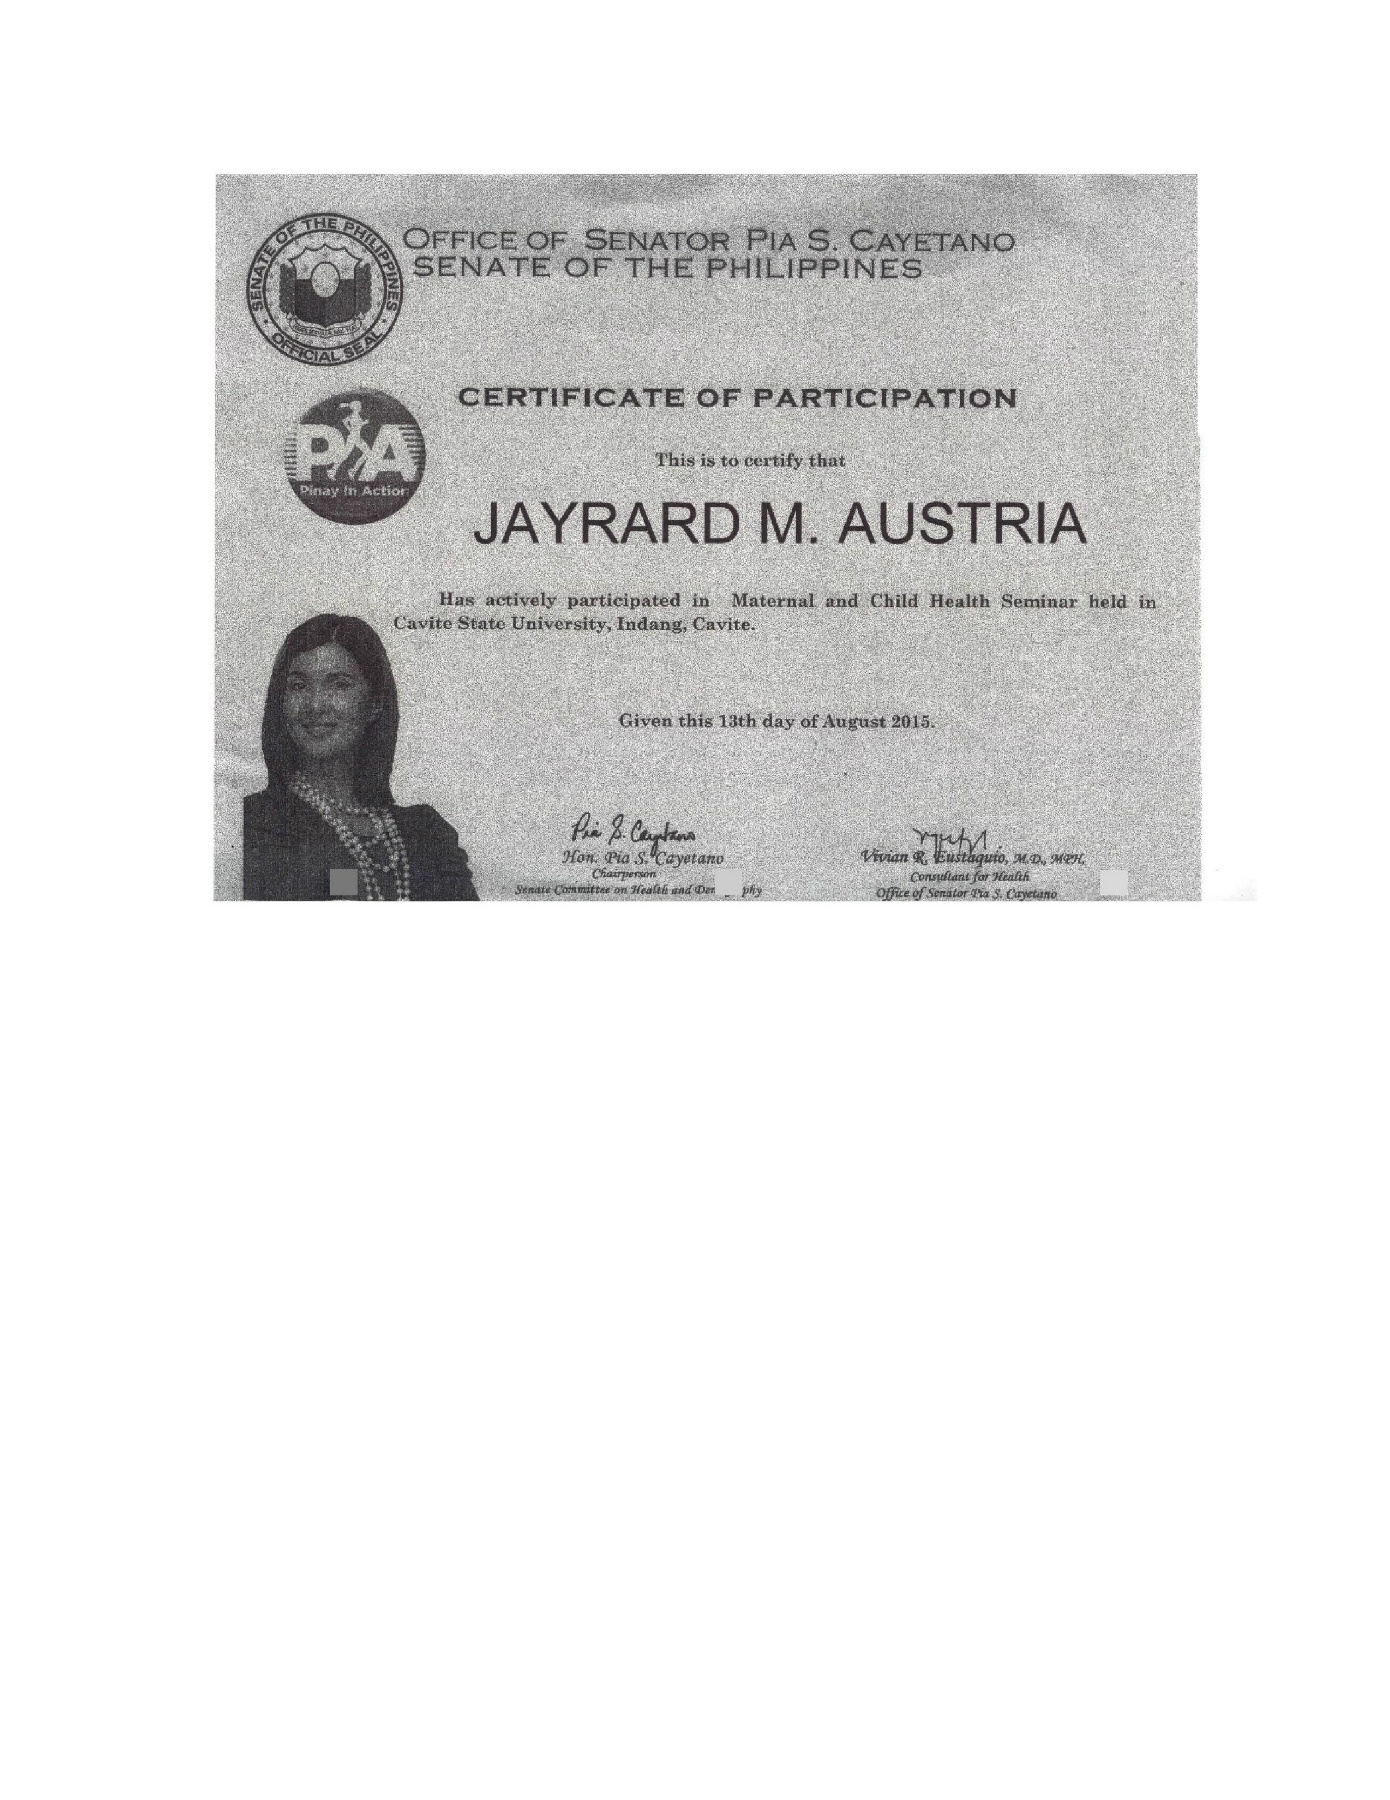 SENATE OF THE PHILIPPINES
OFFICIAL SEAL
OFFICE OF SENATOR PIA S. CAYETANO
SENATE OF THE PHILIPPINES
CERTIFICATE OF PARTICIPATION
PIA
Pinay In Action
This is to certify that
JAYRARD M. AUSTRIA
Has actively participated in Maternal and Child Health Seminar held in
Cavite State University, Indang, Cavite.
Given this 13th day of August 2015.
Pia S. Cayetano
Hon. Pia S. Cayetano
Chairperson
Senate Committee on Health and
Vivian R. Eustaquio, M.D., MPH,
Consultant for Health
Office of Senator Pia S. Cayetano